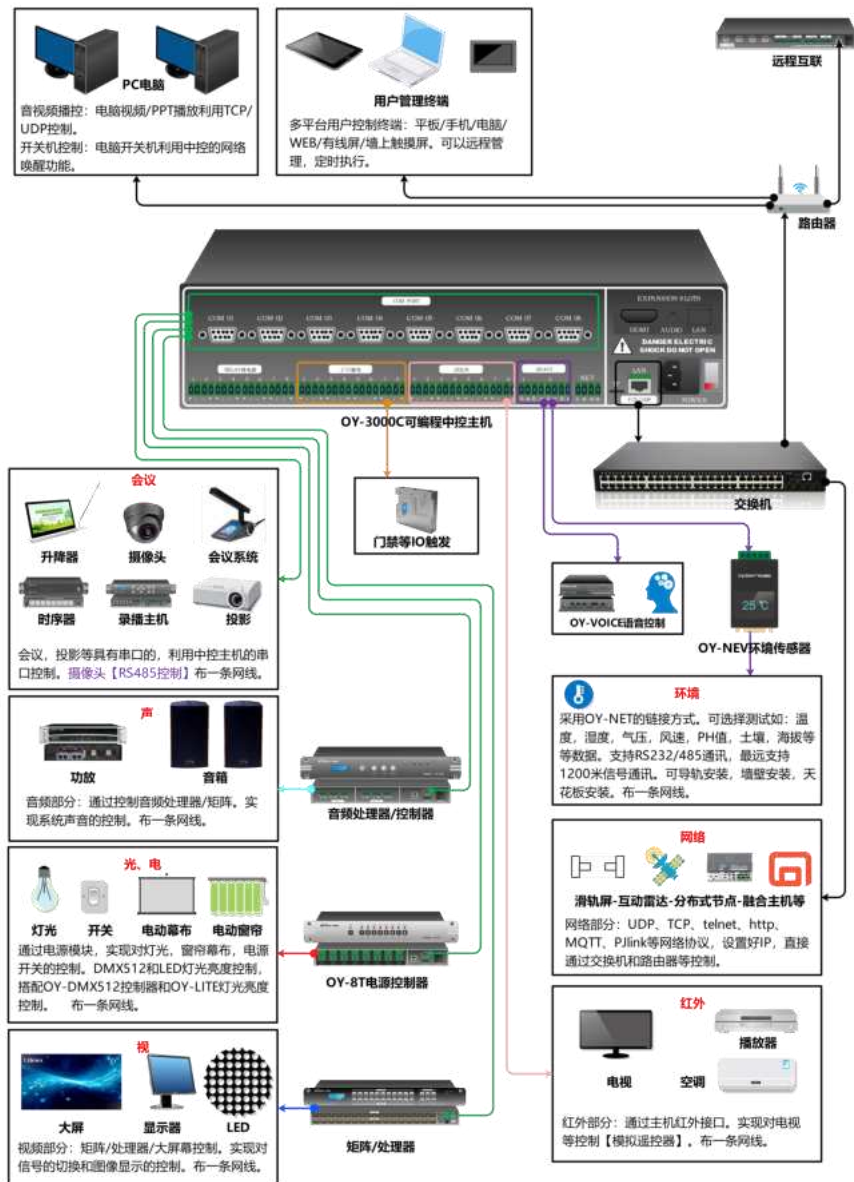 PC电脑
音视频播控：电脑视频/PPT播放利用TCP/
UDP控制。
开关机控制：电脑开关机利用中控的网络
唤醒功能。
用户管理终端
多平台用户控制终端：平板/手机/电脑/
WEB/有线屏/墙上触摸屏。可以远程管
理，定时执行。
远程互联
路由器
COM PORT
COM 01
COM 02
COM 03
COM 04
COM 05
COM 06
COM 07
COM 08
HDMI
AUDIO
LAN
DANGER ELECTRIC
SHOCK DO NOT OPEN
LAN
NET
POWER
OY-3000C可编程中控主机
交换机
会议
升降器
摄像头
会议系统
时序器
录播主机
投影
会议，投影等具有串口的，利用中控主机的串
口控制。摄像头【RS485控制】布一条网线。
门禁等IO触发
OY-VOICE语音控制
25℃
OY-NEV环境传感器
环境
采用OY-NET的链接方式。可选择测试如：温
度，湿度，气压，风速，PH值，土壤，海拔等
等数据。支持RS232/485通讯，最远支持
1200米信号通讯。可导轨安装，墙壁安装，天
花板安装。布一条网线。
声
功放
音箱
音频部分：通过控制音频处理器/矩阵。实
现系统声音的控制。布一条网线。
音频处理器/控制器
网络
滑轨屏-互动雷达-分布式节点-融合主机等
网络部分：UDP、TCP、telnet、http、
MQTT、PJlink等网络协议，设置好IP，直接
通过交换机和路由器等控制。
光、电
灯光
开关
电动幕布
电动窗帘
通过电源模块，实现对灯光，窗帘幕布，电源
开关的控制。DMX512和LED灯光亮度控制，
搭配OY-DMX512控制器和OY-LITE灯光亮度
控制。 布一条网线。
OY-8T电源控制器
红外
电视
播放器
空调
红外部分：通过主机红外接口。实现对电视
等控制【模拟遥控器】。布一条网线。
视
大屏
显示器
LED
视频部分：矩阵/处理器/大屏幕控制。实现对
信号的切换和图像显示的控制。布一条网线。
矩阵/处理器